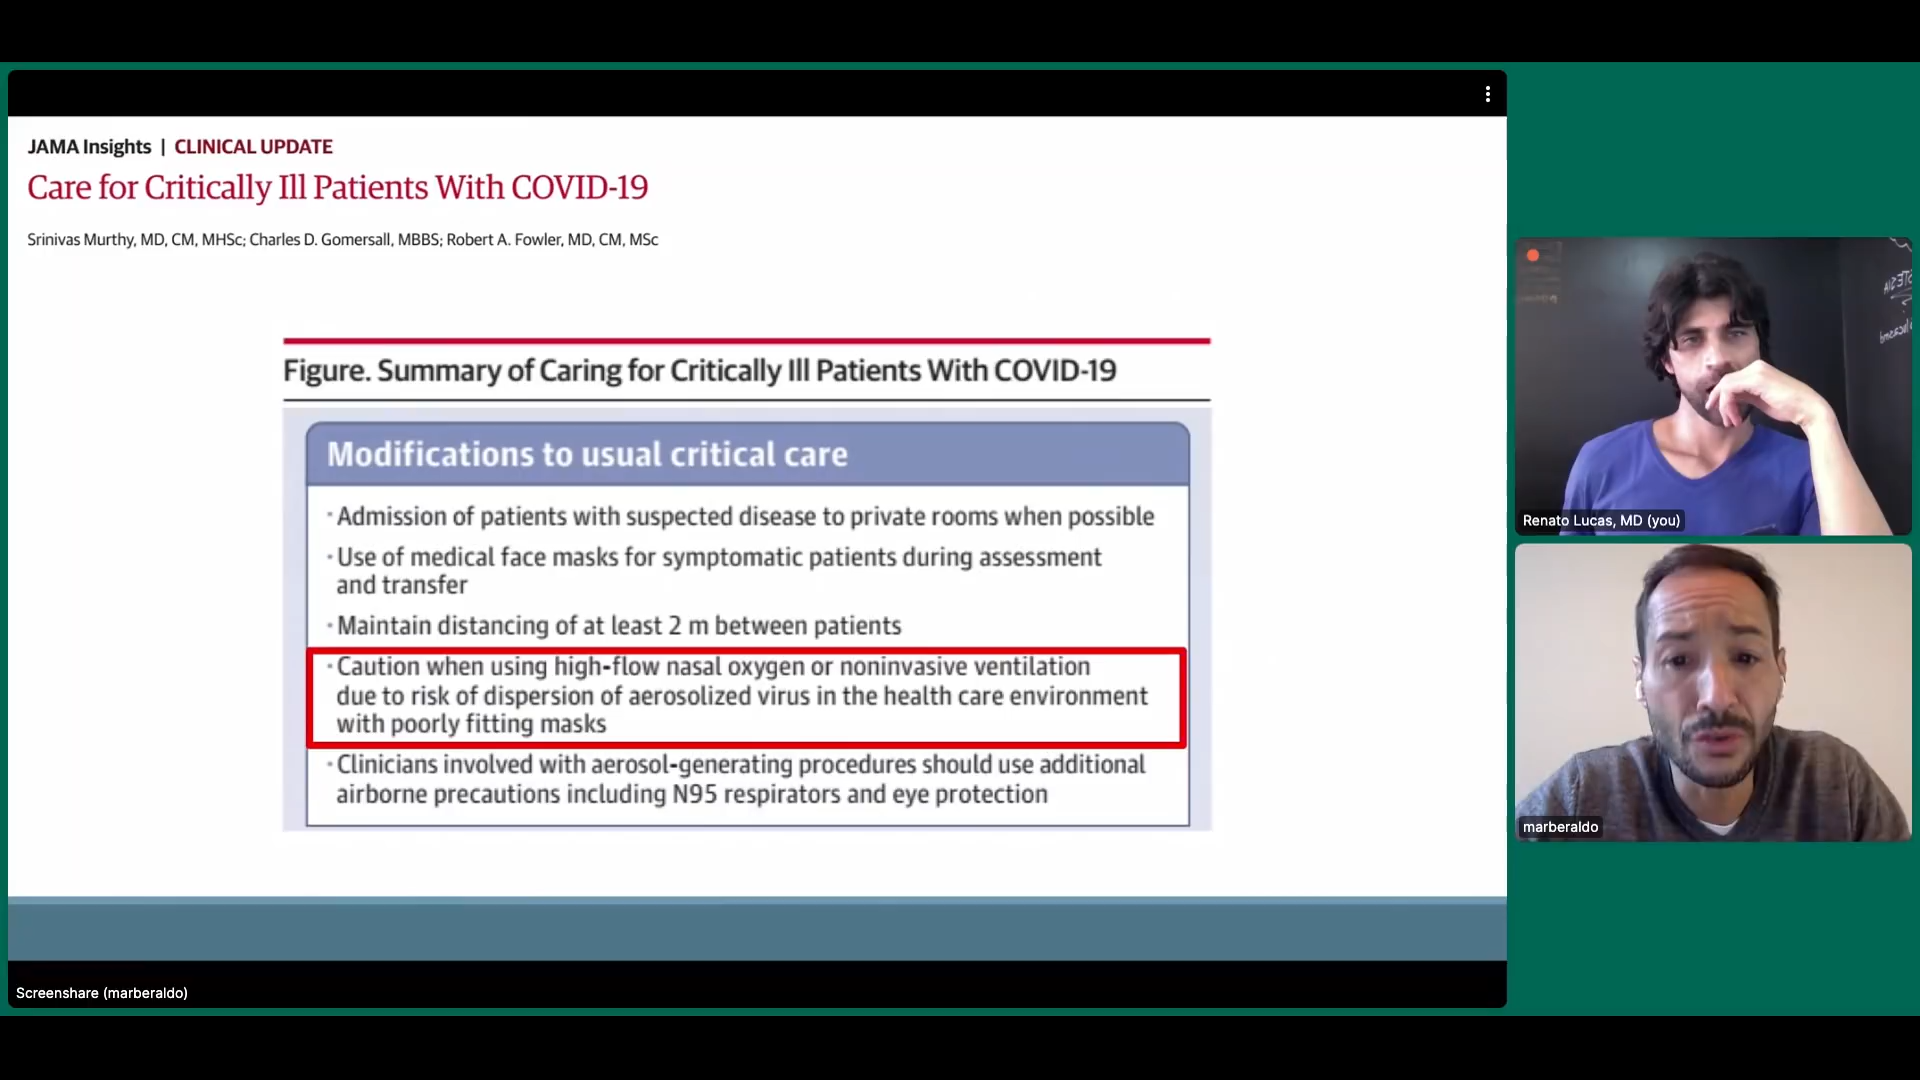 JAMA Insights | CLINICAL UPDATE
Care for Critically Ill Patients With COVID-19
Srinivas Murthy, MD, CM, MHSc; Charles D. Gomersall, MBBS; Robert A. Fowler, MD, CM, MSc
Figure. Summary of Caring for Critically Ill Patients With COVID-19
Modifications to usual critical care
· Admission of patients with suspected disease to private rooms when possible
· Use of medical face masks for symptomatic patients during assessment
and transfer
· Maintain distancing of at least 2 m between patients
· Caution when using high-flow nasal oxygen or noninvasive ventilation
due to risk of dispersion of aerosolized virus in the health care environment
with poorly fitting masks
· Clinicians involved with aerosol-generating procedures should use additional
airborne precautions including N95 respirators and eye protection
Screenshare (marberaldo)
Renato Lucas, MD (you)
marberaldo